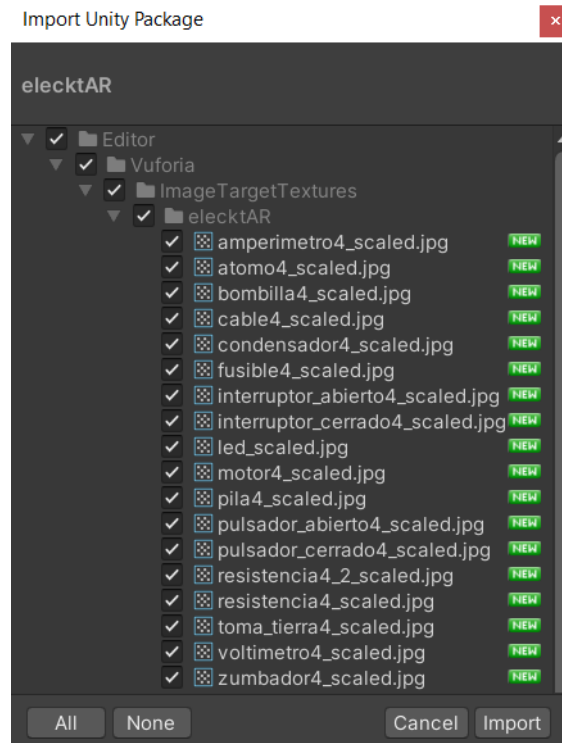 Import Unity Package
elecktAR
Editor
Vuforia
ImageTargetTextures
elecktAR
amperimetro4_scaled.jpg NEW
atomo4_scaled.jpg NEW
bombilla4_scaled.jpg NEW
cable4_scaled.jpg NEW
condensador4_scaled.jpg NEW
fusible4_scaled.jpg NEW
interruptor_abierto4_scaled.jpg NEW
interruptor_cerrado4_scaled.jpg NEW
led_scaled.jpg NEW
motor4_scaled.jpg NEW
pila4_scaled.jpg NEW
pulsador_abierto4_scaled.jpg NEW
pulsador_cerrado4_scaled.jpg NEW
resistencia4_2_scaled.jpg NEW
resistencia4_scaled.jpg NEW
toma_tierra4_scaled.jpg NEW
voltimetro4_scaled.jpg NEW
zumbador4_scaled.jpg NEW
All None Cancel Import